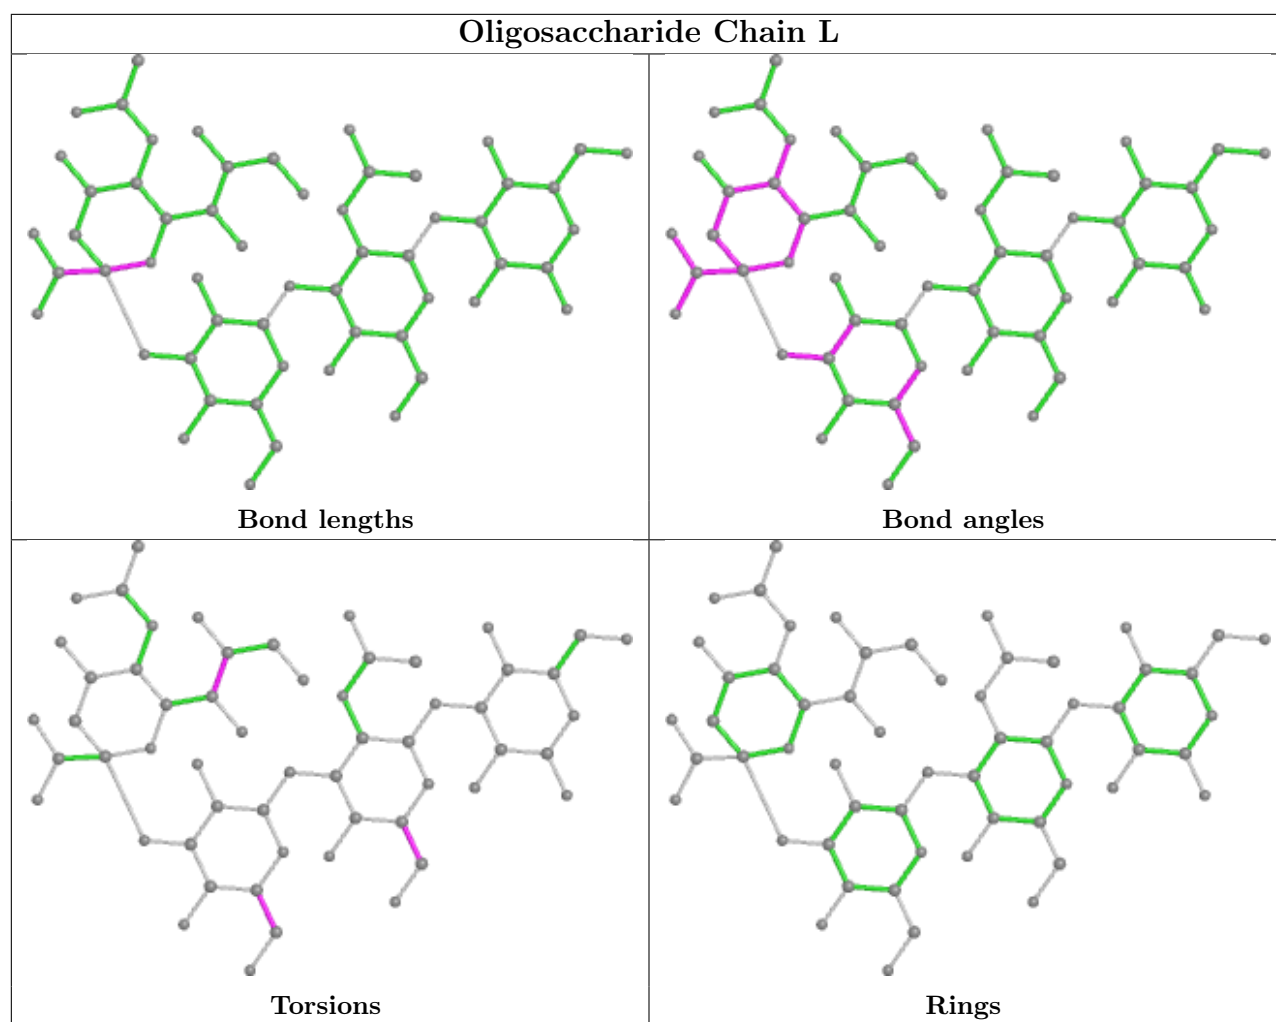 Oligosaccharide Chain L
Bond lengths
Bond angles
Torsions
Rings